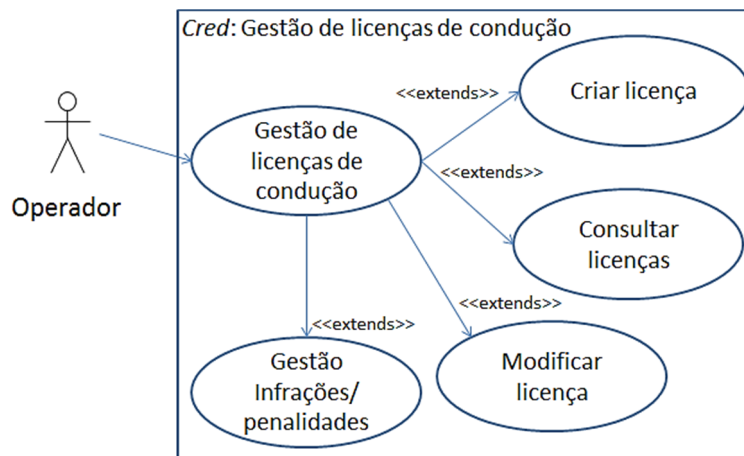 Cred: Gestão de licenças de condução
<<extends>>
Criar licença
Gestão de
licenças de
condução
<<extends>>
Operador
Consultar
licenças
<<extends>>
<<extends>>
Gestão
Infrações/
penalidades
Modificar
licença